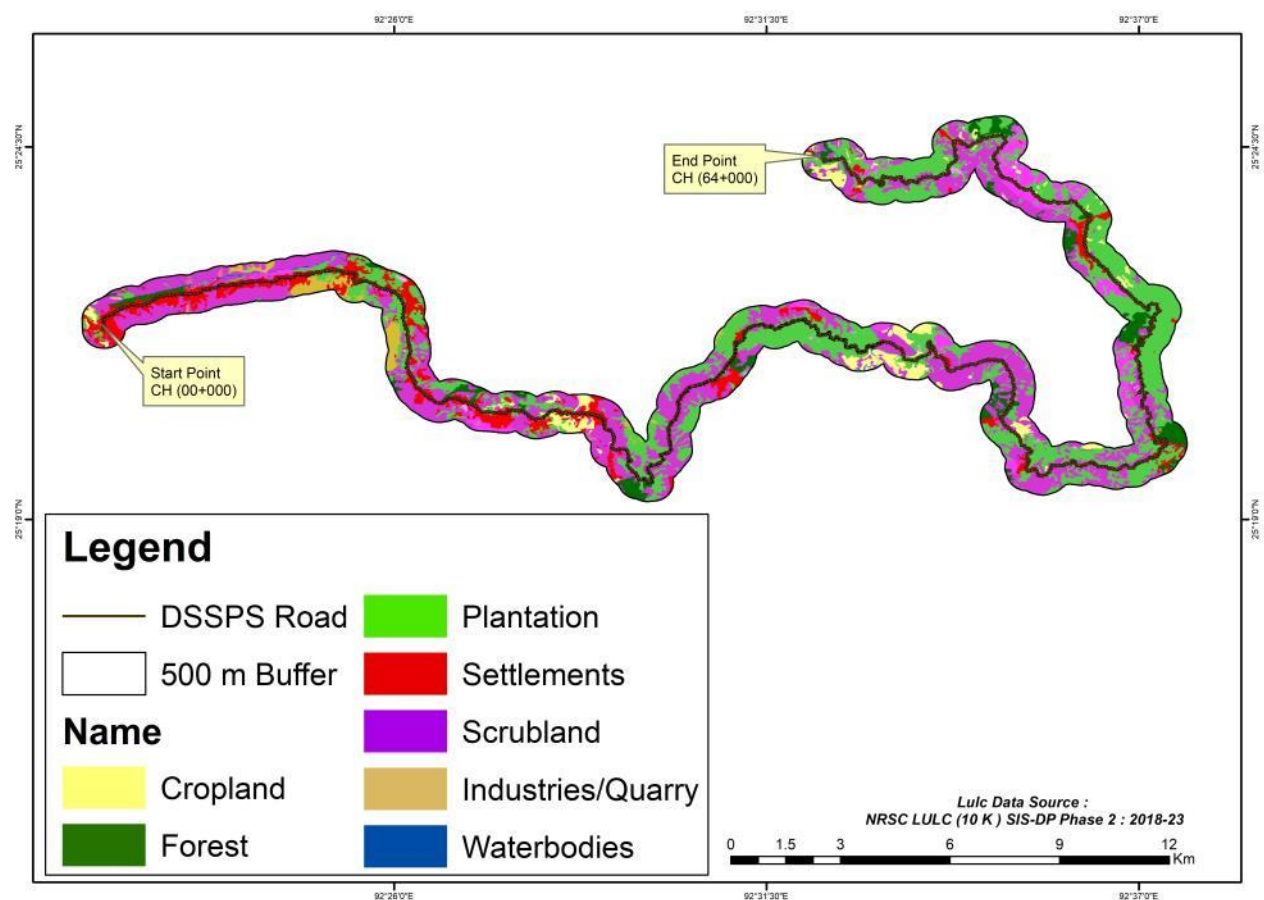 92°26'0"E
92°31'30"E
92°37'0"E
25°24'30"N
25°24'30"N
End Point
CH (64+000)
Start Point
CH (00+000)
25°19'0"N
25°19'0"N
Legend
DSSPS Road
500 m Buffer
Name
Cropland
Forest
Plantation
Settlements
Scrubland
Industries/Quarry
Waterbodies
Lulc Data Source :
NRSC LULC (10 K ) SIS-DP Phase 2 : 2018-23
0 1.5 3 6 9 12
Km
92°26'0"E
92°31'30"E
92°37'0"E